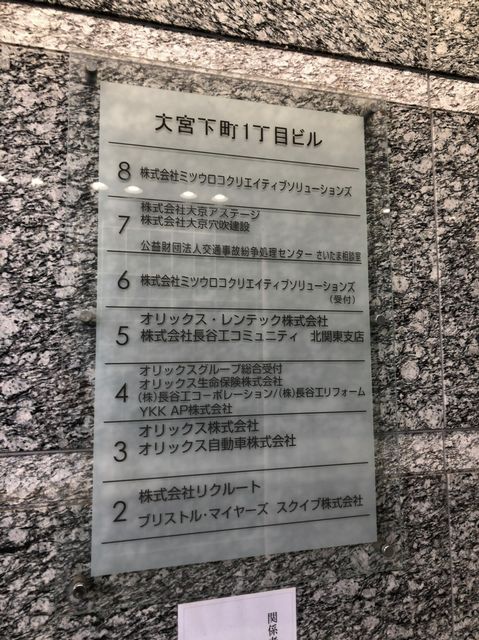 大宮下町1丁目ビル
8 株式会社ミツウロコクリエイティブソリューションズ
7 株式会社大京アステージ
株式会社大京穴吹建設
公益財団法人交通事故紛争処理センター さいたま相談室
6 株式会社ミツウロコクリエイティブソリューションズ
(受付)
5 オリックス・レンテック株式会社
株式会社長谷工コミュニティ 北関東支店
4 オリックスグループ総合受付
オリックス生命保険株式会社
(株)長谷工コーポレーション/(株)長谷工リフォーム
YKK AP株式会社
3 オリックス株式会社
オリックス自動車株式会社
2 株式会社リクルート
ブリストル・マイヤーズ スクイブ株式会社
関係者